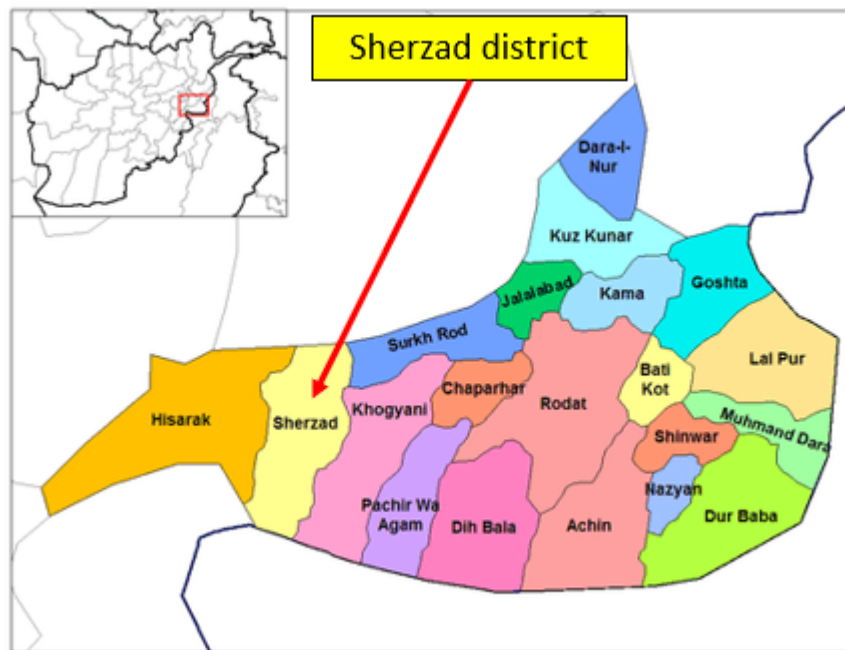 Sherzad district
Dara-I-
Nur
Kuz Kunar
Goshta
Jalalabad
Kama
Surkh Rod
Lal Pur
Bati
Kot
Chaparhar
Rodat
Khogyani
Hisarak
Sherzad
Muhmand Dara
Shinwar
Nazyan
Pachir Wa
Agam
Dih Bala
Achin
Dur Baba